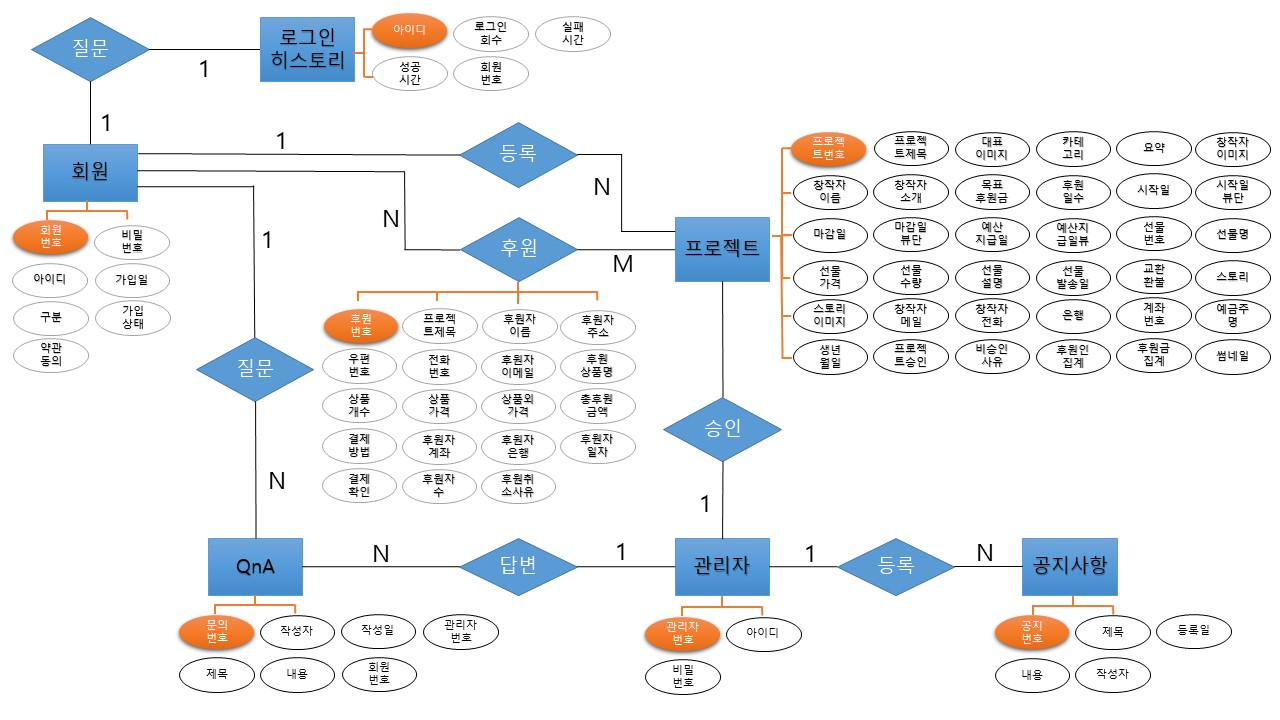 질문
1
로그인
히스토리
아이디
로그인
회수
실패
시간
성공
시간
회원
번호
1
회원
회원
번호
비밀
번호
아이디
가입일
구분
가입
상태
약관
동의
1
등록
N
N
후원
M
프로젝트
프로젝
트번호
프로젝
트제목
대표
이미지
카테
고리
요약
창작자
이미지
창작자
이름
창작자
소개
목표
후원금
후원
일수
시작일
시작일
뷰단
마감일
마감일
뷰단
예산
지급일
예산지
급일뷰
선물
번호
선물명
선물
가격
선물
수량
선물
설명
선물
발송일
교환
환불
스토리
스토리
이미지
창작자
메일
창작자
전화
은행
계좌
번호
예금주
명
생년
월일
프로젝
트승인
비승인
사유
후원인
집계
후원금
집계
썸네일
후원
번호
프로젝
트제목
후원자
이름
후원자
주소
우편
번호
전화
번호
후원자
이메일
후원
상품명
상품
개수
상품
가격
상품외
가격
총후원
금액
결제
방법
후원자
계좌
후원자
은행
후원자
일자
결제
확인
후원자
수
후원취
소사유
1
질문
N
승인
1
QnA
N
답변
1
관리자
1
등록
N
공지사항
문의
번호
작성자
작성일
관리자
번호
제목
내용
회원
번호
관리자
번호
아이디
비밀
번호
공지
번호
제목
등록일
내용
작성자